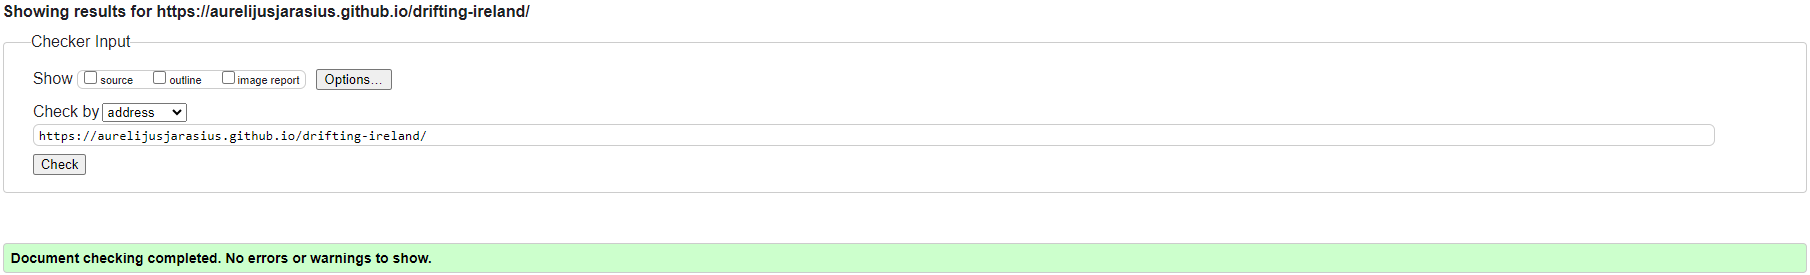 Showing results for https://aurelijusjarasius.github.io/drifting-ireland/
Checker Input
Show source outline image report Options...
Check by address
https://aurelijusjarasius.github.io/drifting-ireland/
Check
Document checking completed. No errors or warnings to show.